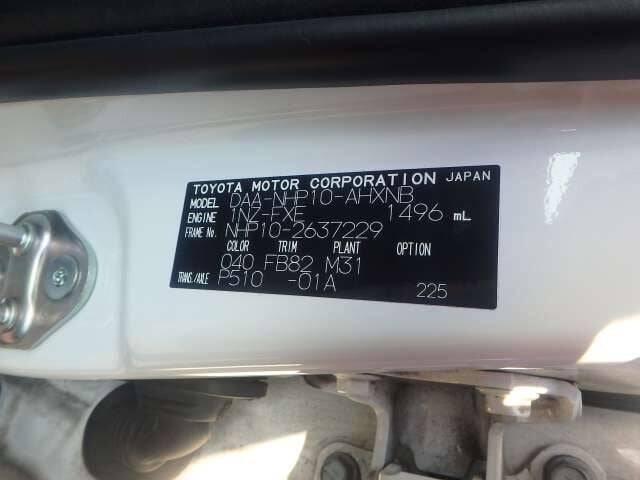 TOYOTA MOTOR CORPORATION JAPAN
MODEL DAA-NHP10-AHXNB
ENGINE 1NZ-FXE 1496 mL
FRAME No. NHP10-2637229
COLOR TRIM PLANT OPTION
040 FB82 M31
TRANS./AXLE P510 -01A
225